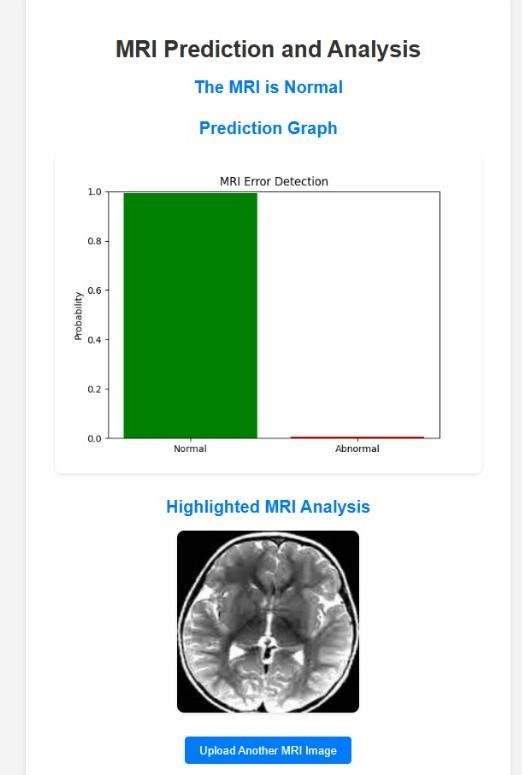 MRI Prediction and Analysis
The MRI is Normal
Prediction Graph
MRI Error Detection
1.0
0.8
0.6
0.4
0.2
0.0
Probability
Normal Abnormal
Highlighted MRI Analysis
Upload Another MRI Image